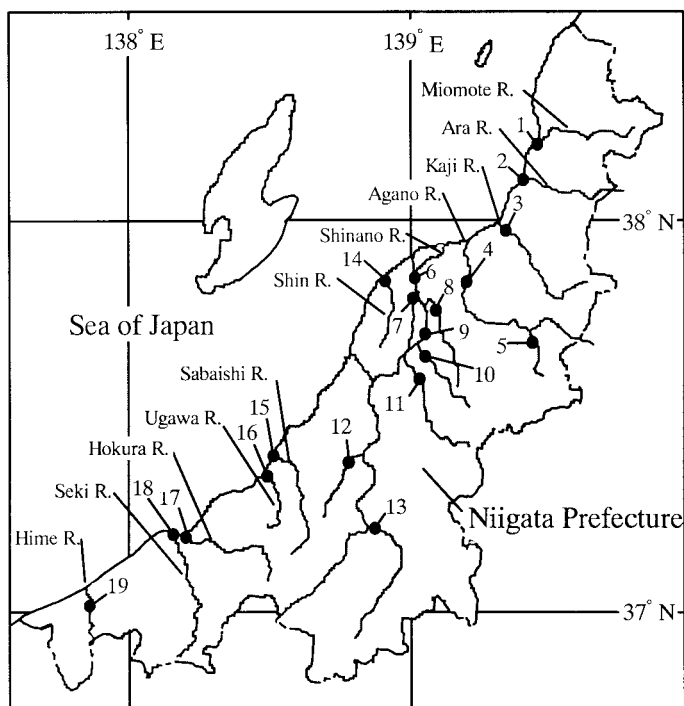 138° E
139° E
Miomote R.
1
Ara R.
Kaji R.
2
Agano R.
3
38° N
Shinano R.
14
6
4
Shin R.
8
7
Sea of Japan
9
5
Sabaishi R.
10
11
Ugawa R.
15
12
16
Hokura R.
Seki R.
18
17
13
Niigata Prefecture
Hime R.
19
37° N